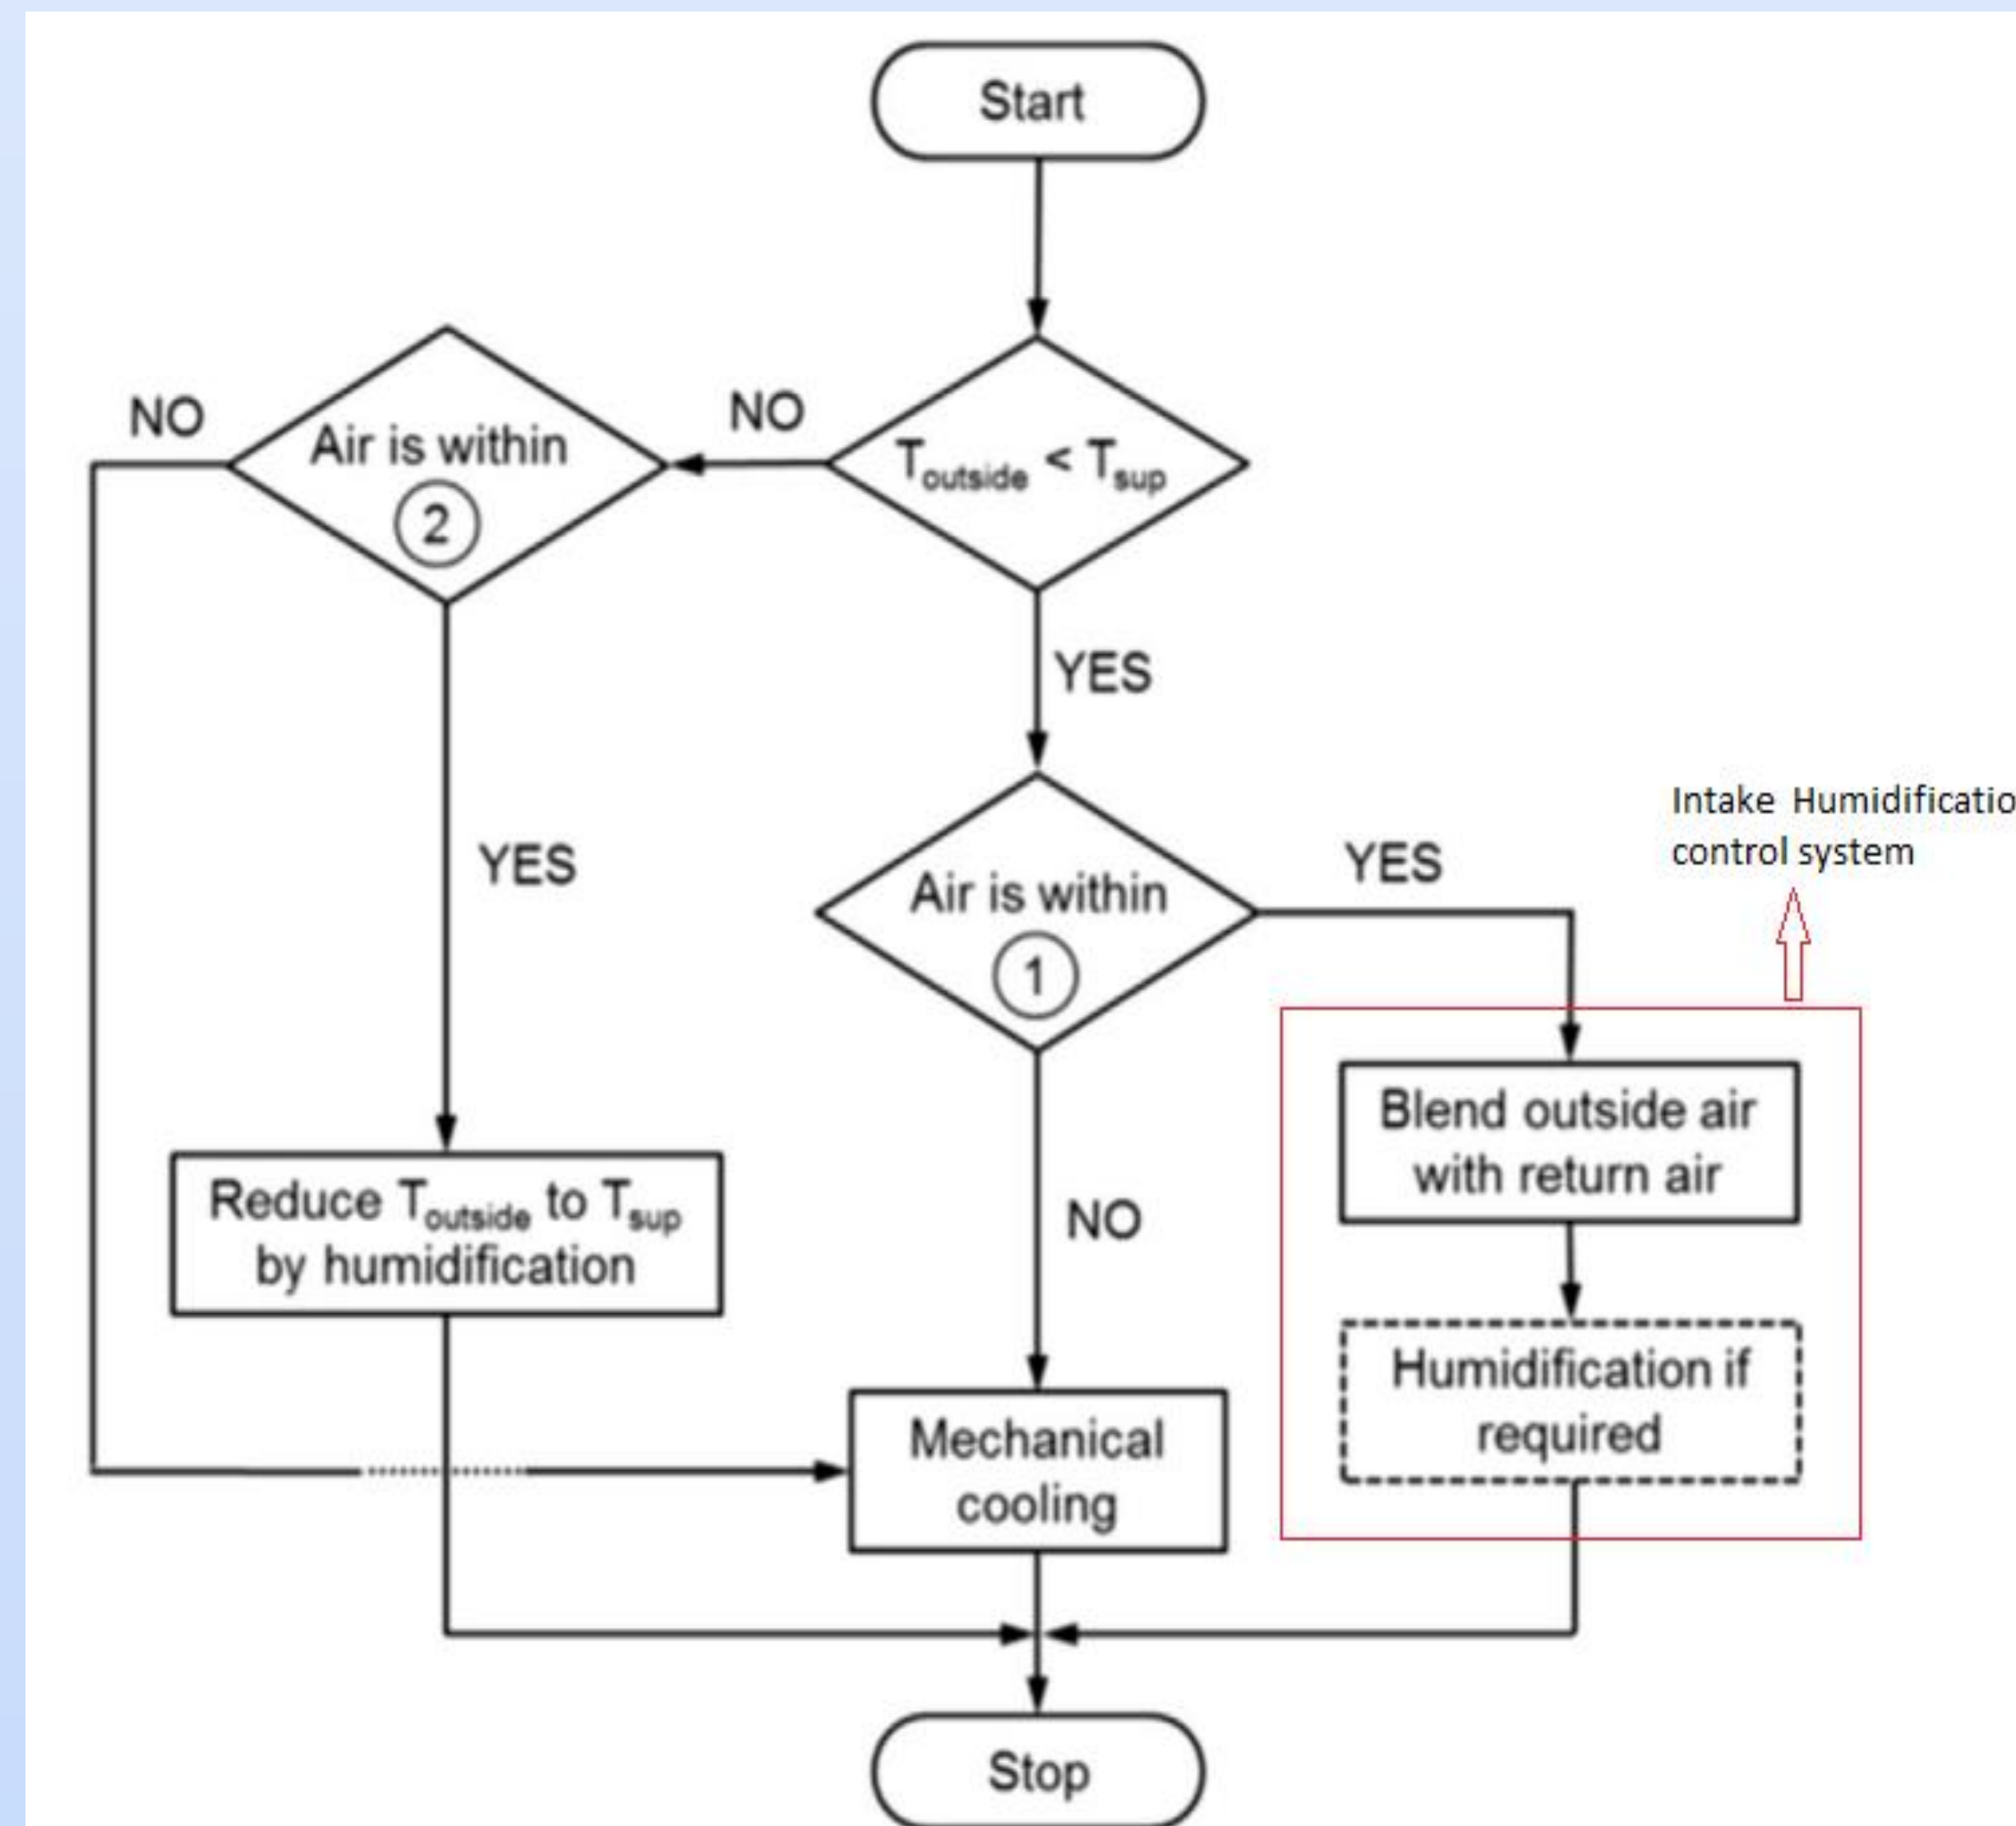 Start
NO
Air is within
2
NO
Toutside < Tsup
YES
YES
Air is within
1
YES
Intake Humidificatio
control system
Blend outside air
with return air
Reduce Toutside to Tsup
by humidification
NO
Humidification if
required
Mechanical
cooling
Stop